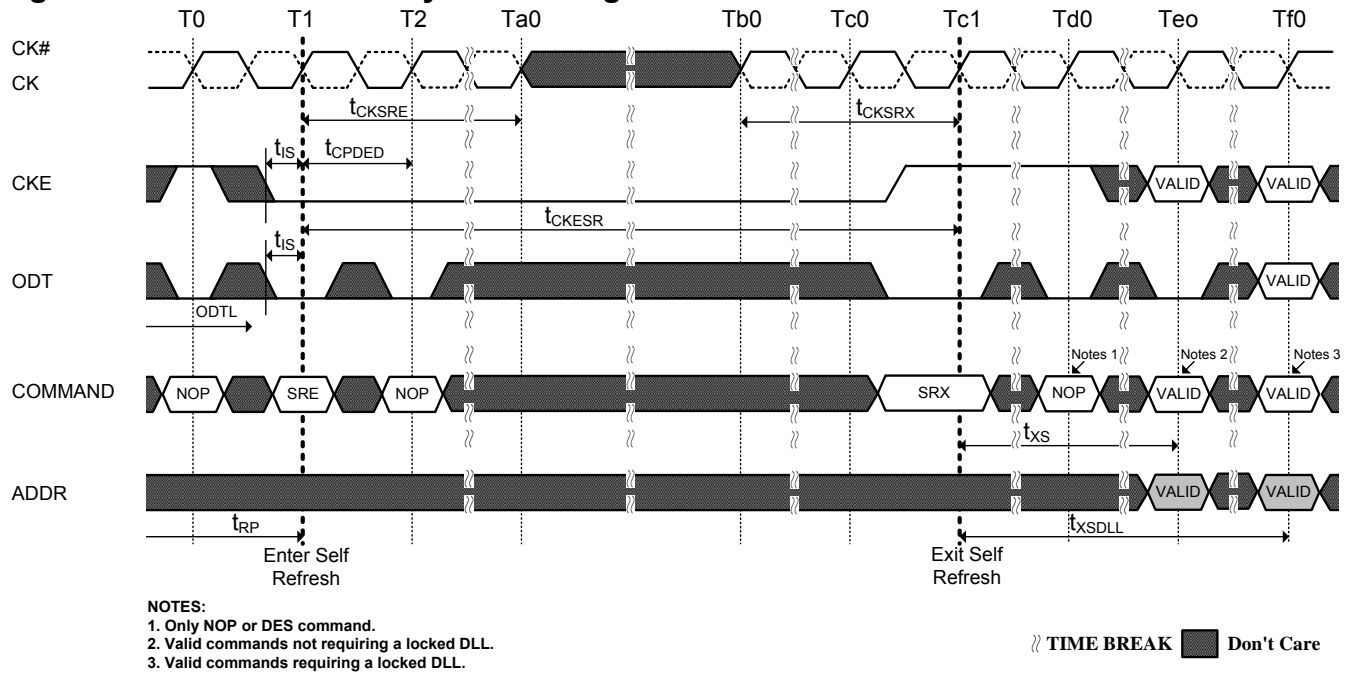 T0 T1 T2 Ta0 Tb0 Tc0 Tc1 Td0 Teo Tf0
CK#
CK
tCKSRE tCKSRX
tIS tCPDED
CKE VALID VALID
tCKESR
tIS
ODT VALID
ODTL
Notes 1 Notes 2 Notes 3
COMMAND NOP SRE NOP SRX NOP VALID VALID
tXS
ADDR VALID VALID
tRP tXSDLL
Enter Self Exit Self
Refresh Refresh
NOTES:
1. Only NOP or DES command.
2. Valid commands not requiring a locked DLL. TIME BREAK Don't Care
3. Valid commands requiring a locked DLL.